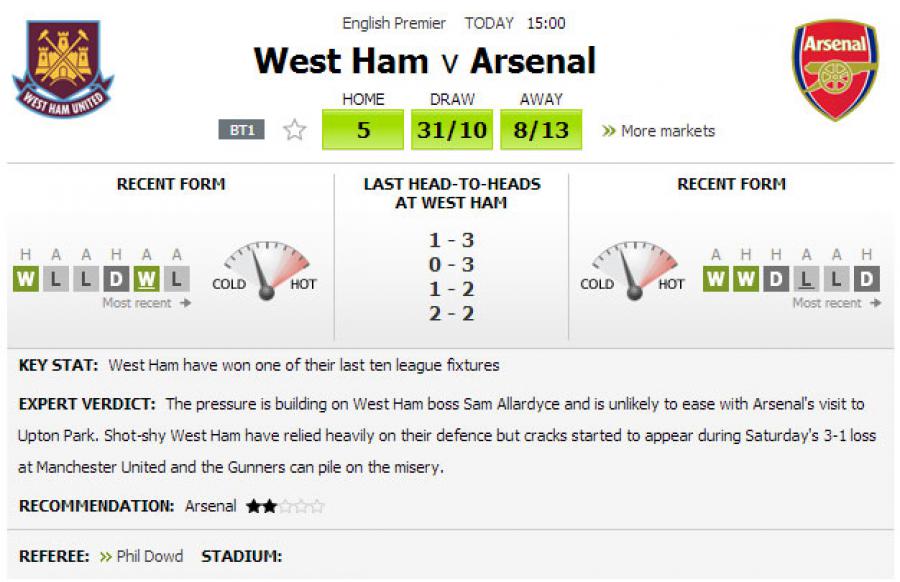 English Premier TODAY 15:00
West Ham v Arsenal
WEST HAM UNITED
Arsenal
HOME DRAW AWAY
BT1 5 31/10 8/13 More markets
RECENT FORM
H A A H A A
W L L D W L
Most recent
COLD HOT
LAST HEAD-TO-HEADS
AT WEST HAM
1 - 3
0 - 3
1 - 2
2 - 2
RECENT FORM
COLD HOT
A H H A A H
W W D L L D
Most recent
KEY STAT: West Ham have won one of their last ten league fixtures
EXPERT VERDICT: The pressure is building on West Ham boss Sam Allardyce and is unlikely to ease with Arsenal's visit to
Upton Park. Shot-shy West Ham have relied heavily on their defence but cracks started to appear during Saturday's 3-1 loss
at Manchester United and the Gunners can pile on the misery.
RECOMMENDATION: Arsenal
REFEREE: Phil Dowd STADIUM: